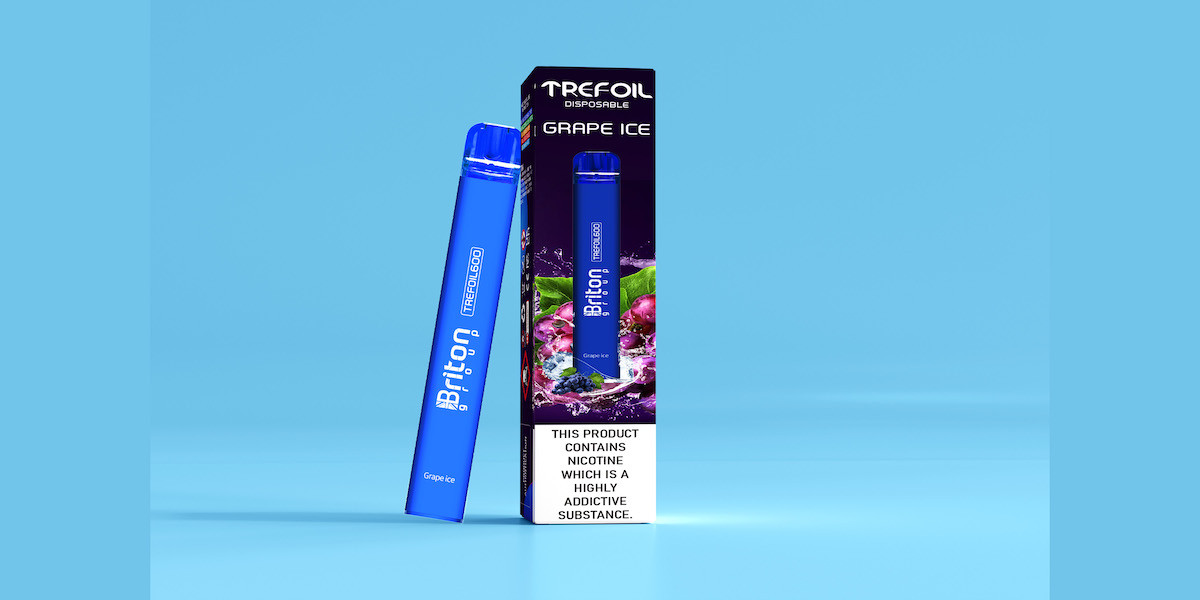 TREFOIL
DISPOSABLE
GRAPE ICE
TREFOIL600
Briton
group
Grape ice
THIS PRODUCT
CONTAINS
NICOTINE
WHICH IS A
HIGHLY
ADDICTIVE
SUBSTANCE.
TREFOIL600
Briton
group
Grape ice